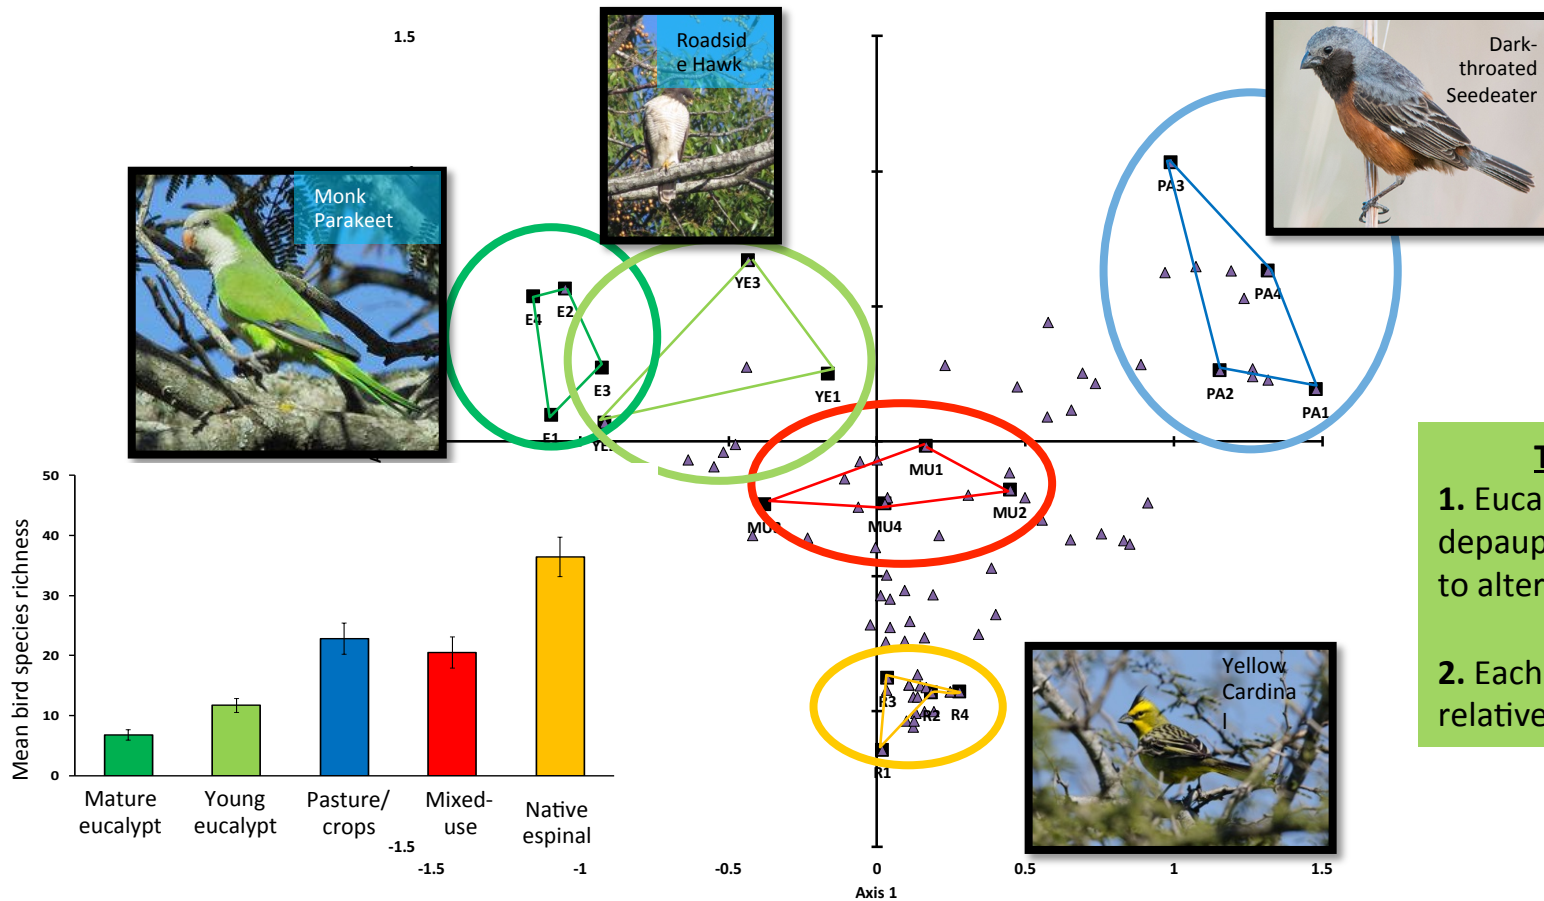 1.5
Roadsid
e Hawk
Dark-
throated
Seedeater
Monk
Parakeet
PA3
PA4
PA2
PA1
YE3
YE1
E4
E2
E3
E1
MU1
MU2
MU4
R3
R2
R4
R1
-1
-0.5
0
0.5
1
1.5
-1.5
-1.5
Axis 1
Mean bird species richness
50
40
30
20
10
0
Mature
eucalypt
Young
eucalypt
Pasture/
crops
Mixed-
use
Native
espinal
Yellow
Cardina
l
1. Euca
depaup
to alter
2. Each
relative